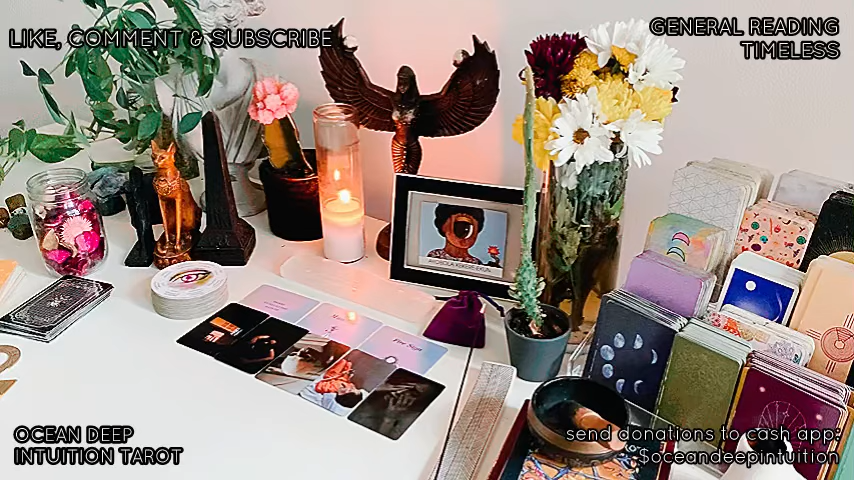 LIKE, COMMENT & SUBSCRIBE
GENERAL READING
TIMELESS
OCEAN DEEP
INTUITION TAROT
send donations to cash app:
$oceandeepintuition